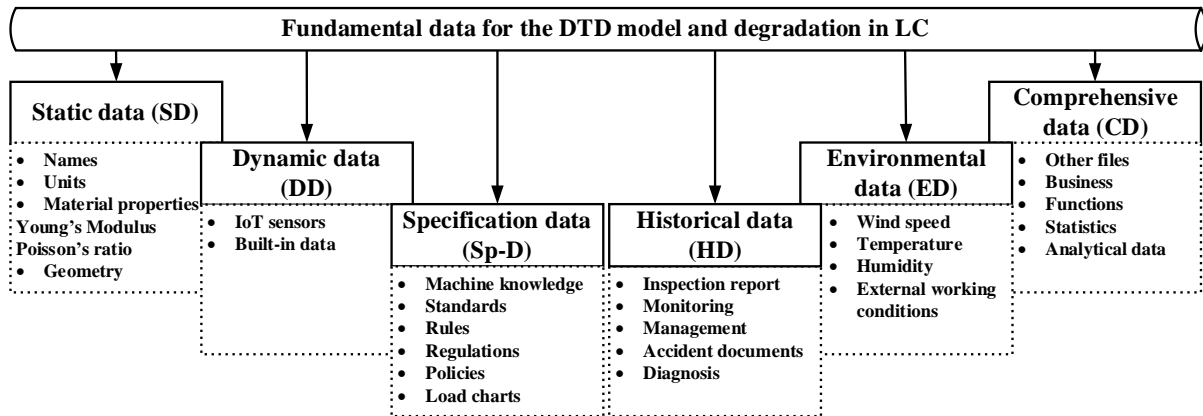 Fundamental data for the DTD model and degradation in LC
Static data (SD)
• Names
• Units
• Material properties
Young's Modulus
Poisson's ratio
• Geometry
Dynamic data
(DD)
• IoT sensors
• Built-in data
Specification data
(Sp-D)
• Machine knowledge
• Standards
• Rules
• Regulations
• Policies
• Load charts
Historical data
(HD)
• Inspection report
• Monitoring
• Management
• Accident documents
• Diagnosis
Environmental
data (ED)
• Wind speed
• Temperature
• Humidity
• External working
conditions
Comprehensive
data (CD)
• Other files
• Business
• Functions
• Statistics
• Analytical data